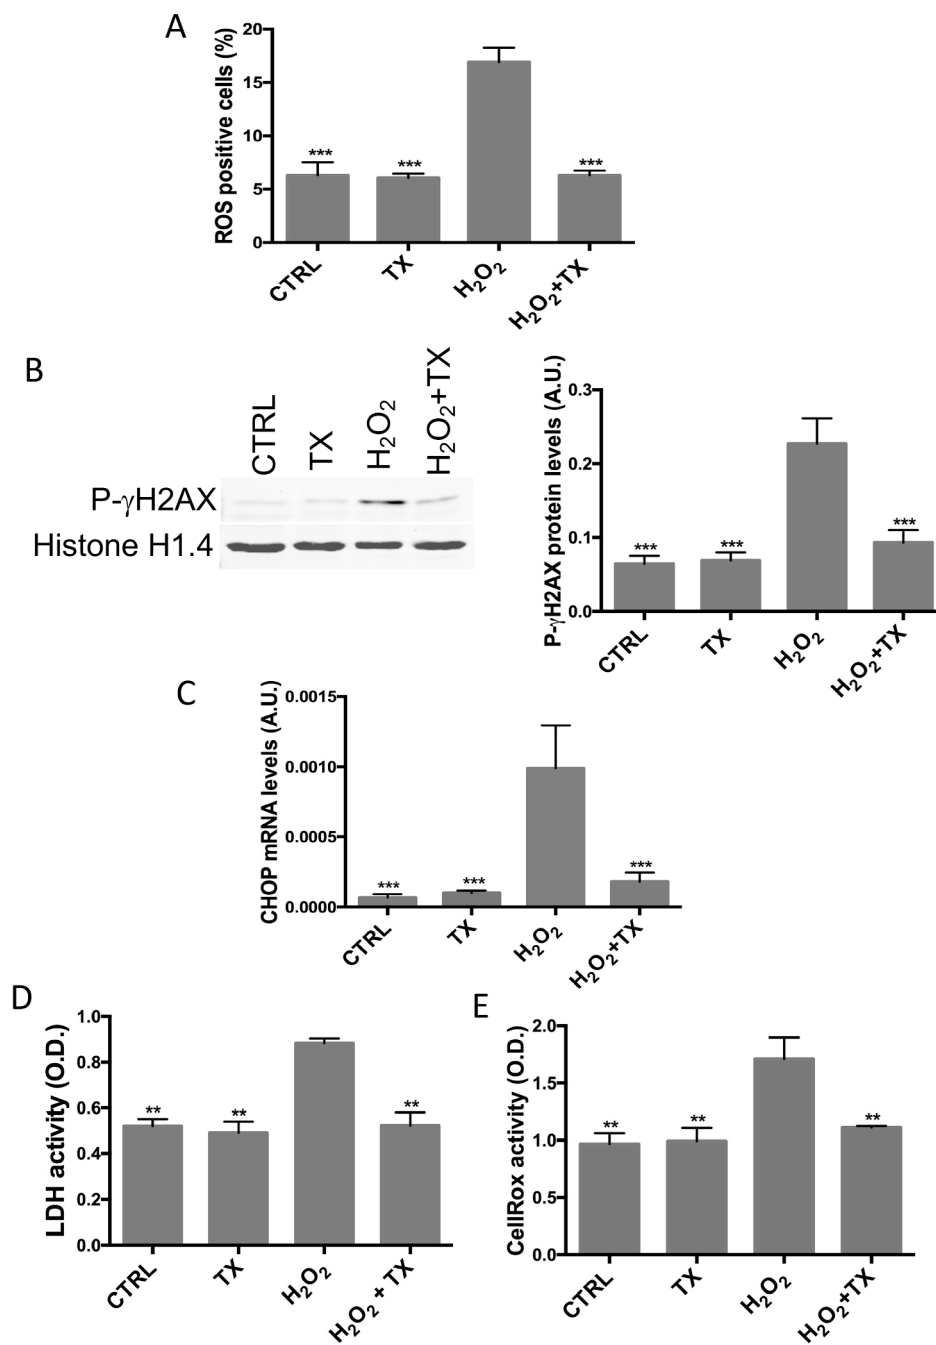 A
ROS positive cells (%)
20
15
10
5
0
*** *** ***
CTRL TX H₂O₂ H₂O₂+TX
B
CTRL TX H₂O₂ H₂O₂+TX
P-γH2AX
Histone H1.4
P-γH2AX protein levels (A.U.)
0.3
0.2
0.1
0.0
*** *** ***
CTRL TX H₂O₂ H₂O₂+TX
C
CHOP mRNA levels (A.U.)
0.0015
0.0010
0.0005
0.0000
*** *** ***
CTRL TX H₂O₂ H₂O₂+TX
D
LDH activity (O.D.)
1.0
0.8
0.6
0.4
0.2
0.0
** ** **
CTRL TX H₂O₂ H₂O₂ + TX
E
CellRox activity (O.D.)
2.0
1.5
1.0
0.5
0.0
** ** **
CTRL TX H₂O₂ H₂O₂+TX